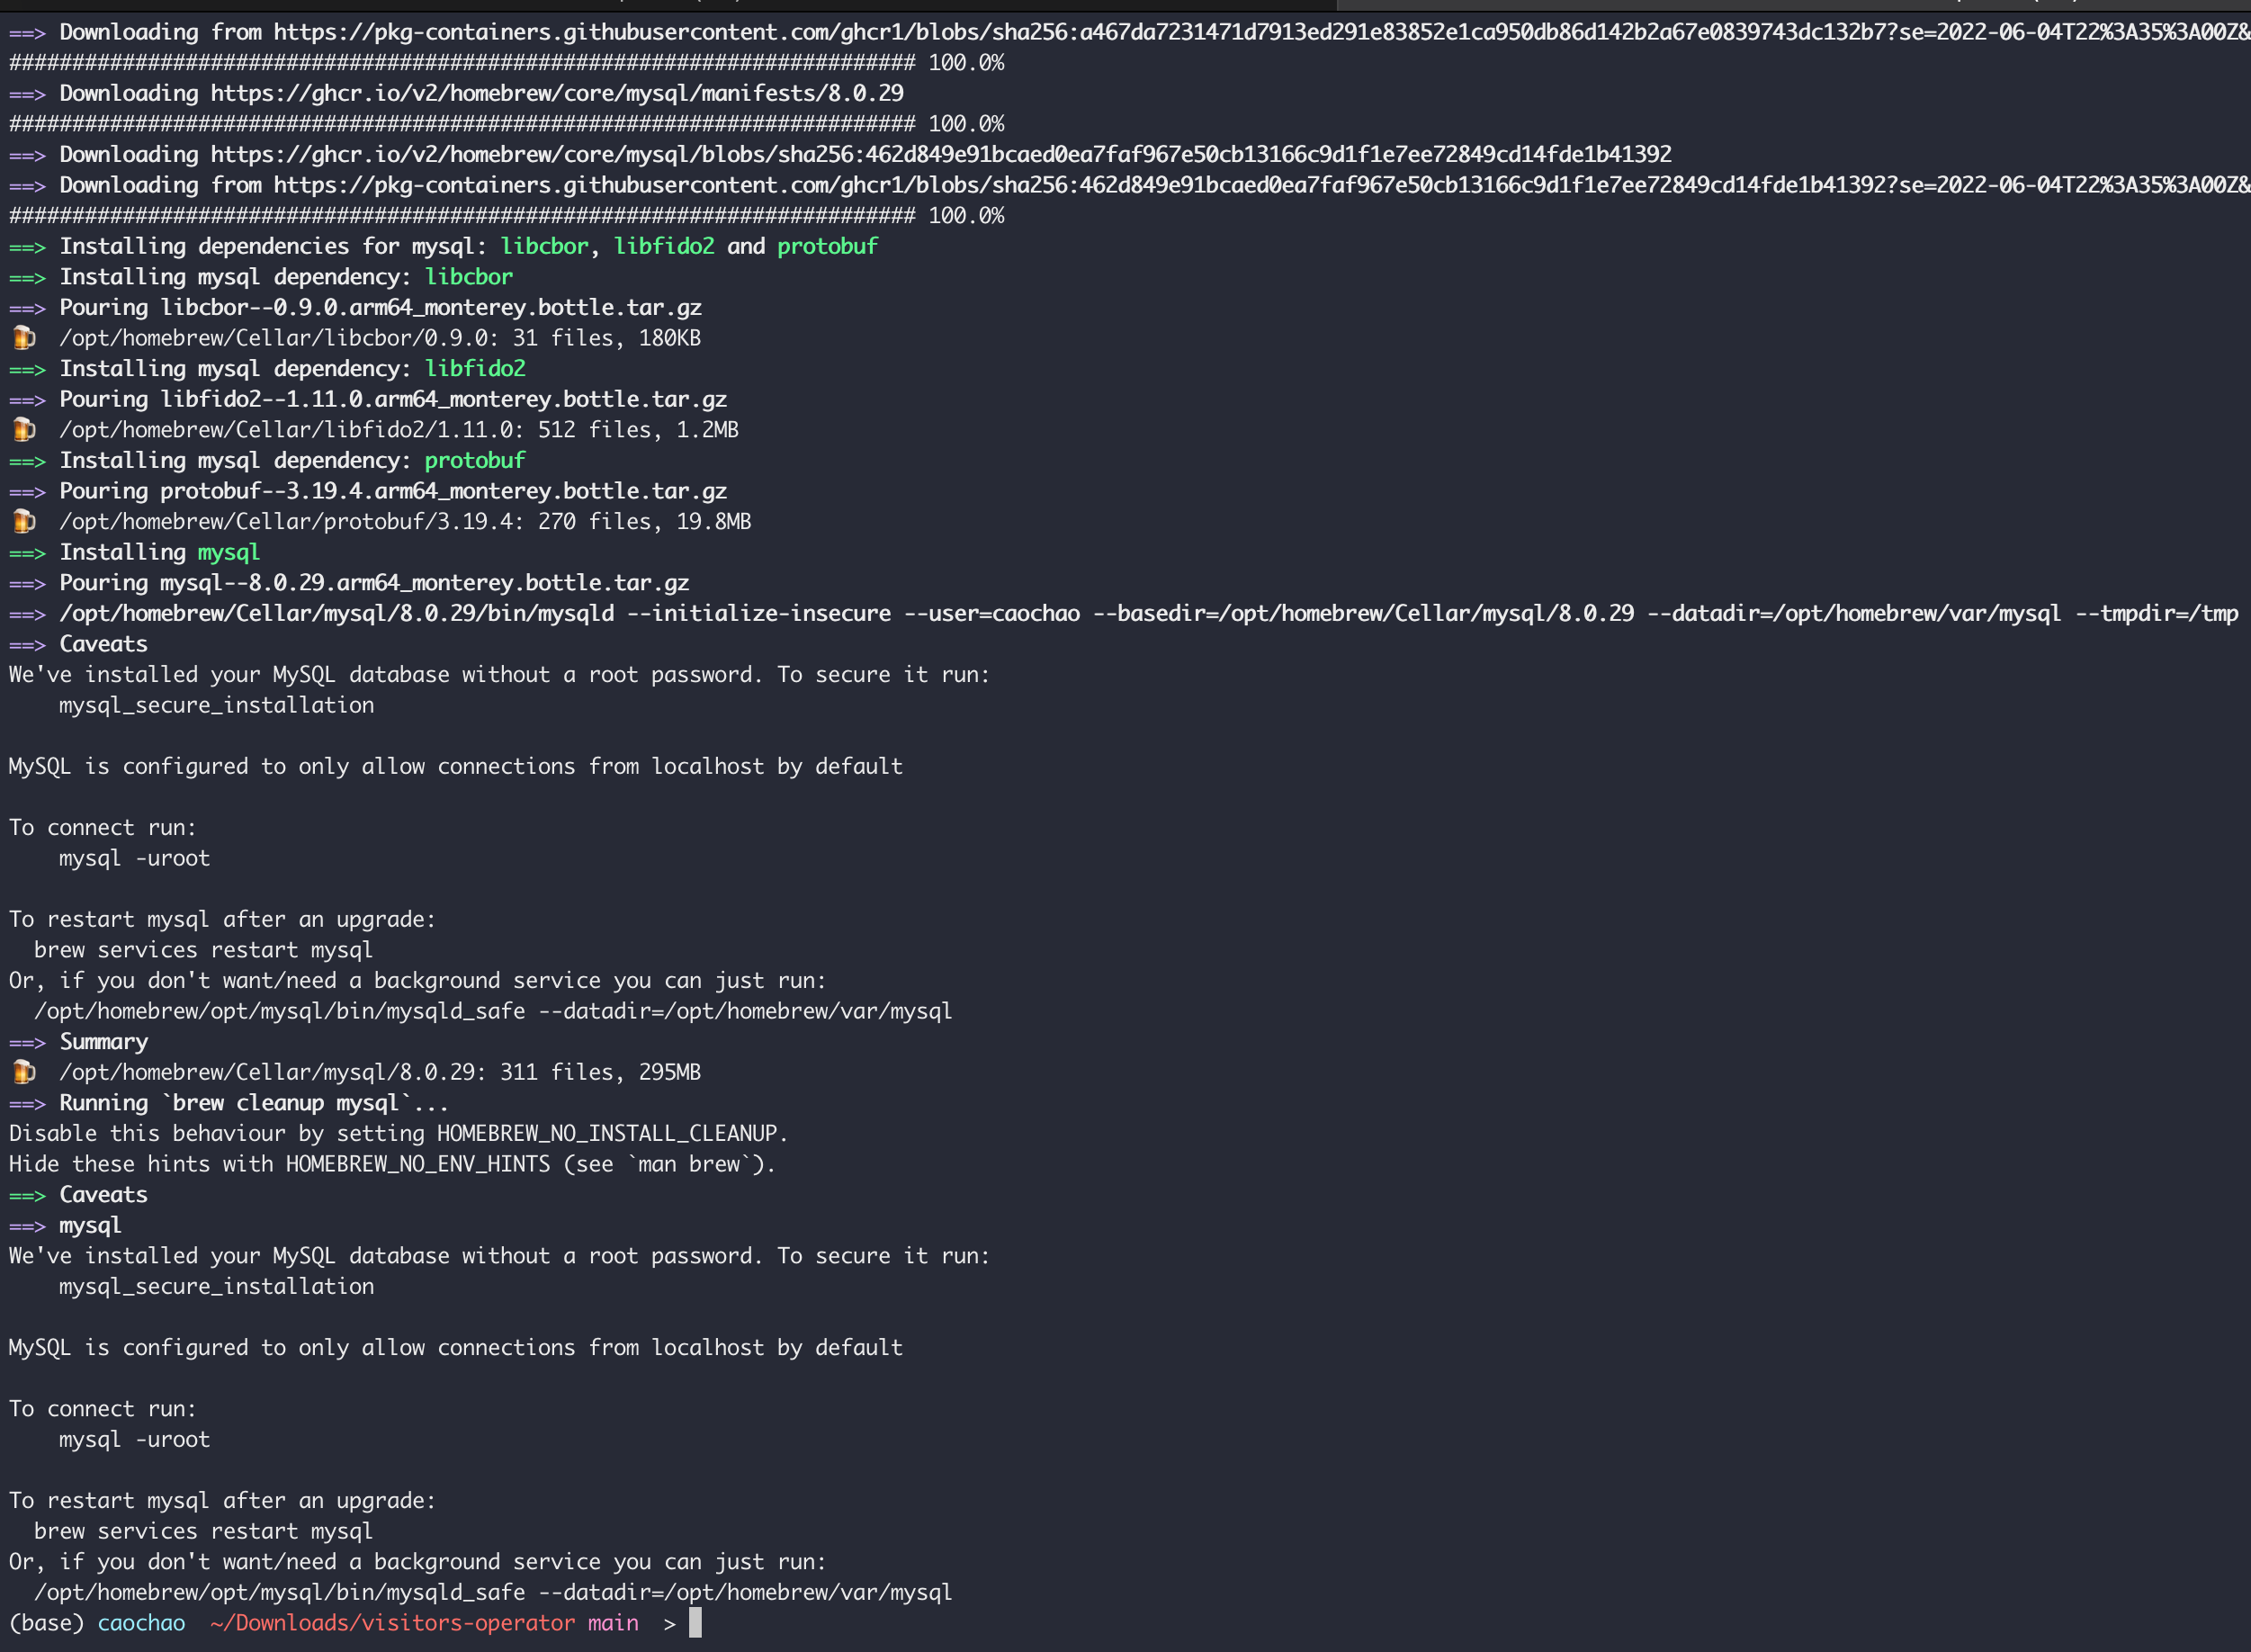 ==> Downloading from https://pkg-containers.githubusercontent.com/ghcr1/blobs/sha256:a467da7231471d7913ed291e83852e1ca950db86d142b2a67e0839743dc132b7?se=2022-06-04T22%3A35%3A00Z&
######################################################################## 100.0%
==> Downloading https://ghcr.io/v2/homebrew/core/mysql/manifests/8.0.29
######################################################################## 100.0%
==> Downloading https://ghcr.io/v2/homebrew/core/mysql/blobs/sha256:462d849e91bcaed0ea7faf967e50cb13166c9d1f1e7ee72849cd14fde1b41392
==> Downloading from https://pkg-containers.githubusercontent.com/ghcr1/blobs/sha256:462d849e91bcaed0ea7faf967e50cb13166c9d1f1e7ee72849cd14fde1b41392?se=2022-06-04T22%3A35%3A00Z&
######################################################################## 100.0%
==> Installing dependencies for mysql: libcbor, libfido2 and protobuf
==> Installing mysql dependency: libcbor
==> Pouring libcbor--0.9.0.arm64_monterey.bottle.tar.gz
🍺  /opt/homebrew/Cellar/libcbor/0.9.0: 31 files, 180KB
==> Installing mysql dependency: libfido2
==> Pouring libfido2--1.11.0.arm64_monterey.bottle.tar.gz
🍺  /opt/homebrew/Cellar/libfido2/1.11.0: 512 files, 1.2MB
==> Installing mysql dependency: protobuf
==> Pouring protobuf--3.19.4.arm64_monterey.bottle.tar.gz
🍺  /opt/homebrew/Cellar/protobuf/3.19.4: 270 files, 19.8MB
==> Installing mysql
==> Pouring mysql--8.0.29.arm64_monterey.bottle.tar.gz
==> /opt/homebrew/Cellar/mysql/8.0.29/bin/mysqld --initialize-insecure --user=caochao --basedir=/opt/homebrew/Cellar/mysql/8.0.29 --datadir=/opt/homebrew/var/mysql --tmpdir=/tmp
==> Caveats
We've installed your MySQL database without a root password. To secure it run:
    mysql_secure_installation

MySQL is configured to only allow connections from localhost by default

To connect run:
    mysql -uroot

To restart mysql after an upgrade:
  brew services restart mysql
Or, if you don't want/need a background service you can just run:
  /opt/homebrew/opt/mysql/bin/mysqld_safe --datadir=/opt/homebrew/var/mysql
==> Summary
🍺  /opt/homebrew/Cellar/mysql/8.0.29: 311 files, 295MB
==> Running `brew cleanup mysql`...
Disable this behaviour by setting HOMEBREW_NO_INSTALL_CLEANUP.
Hide these hints with HOMEBREW_NO_ENV_HINTS (see `man brew`).
==> Caveats
==> mysql
We've installed your MySQL database without a root password. To secure it run:
    mysql_secure_installation

MySQL is configured to only allow connections from localhost by default

To connect run:
    mysql -uroot

To restart mysql after an upgrade:
  brew services restart mysql
Or, if you don't want/need a background service you can just run:
  /opt/homebrew/opt/mysql/bin/mysqld_safe --datadir=/opt/homebrew/var/mysql
(base) caochao  ~/Downloads/visitors-operator main  >